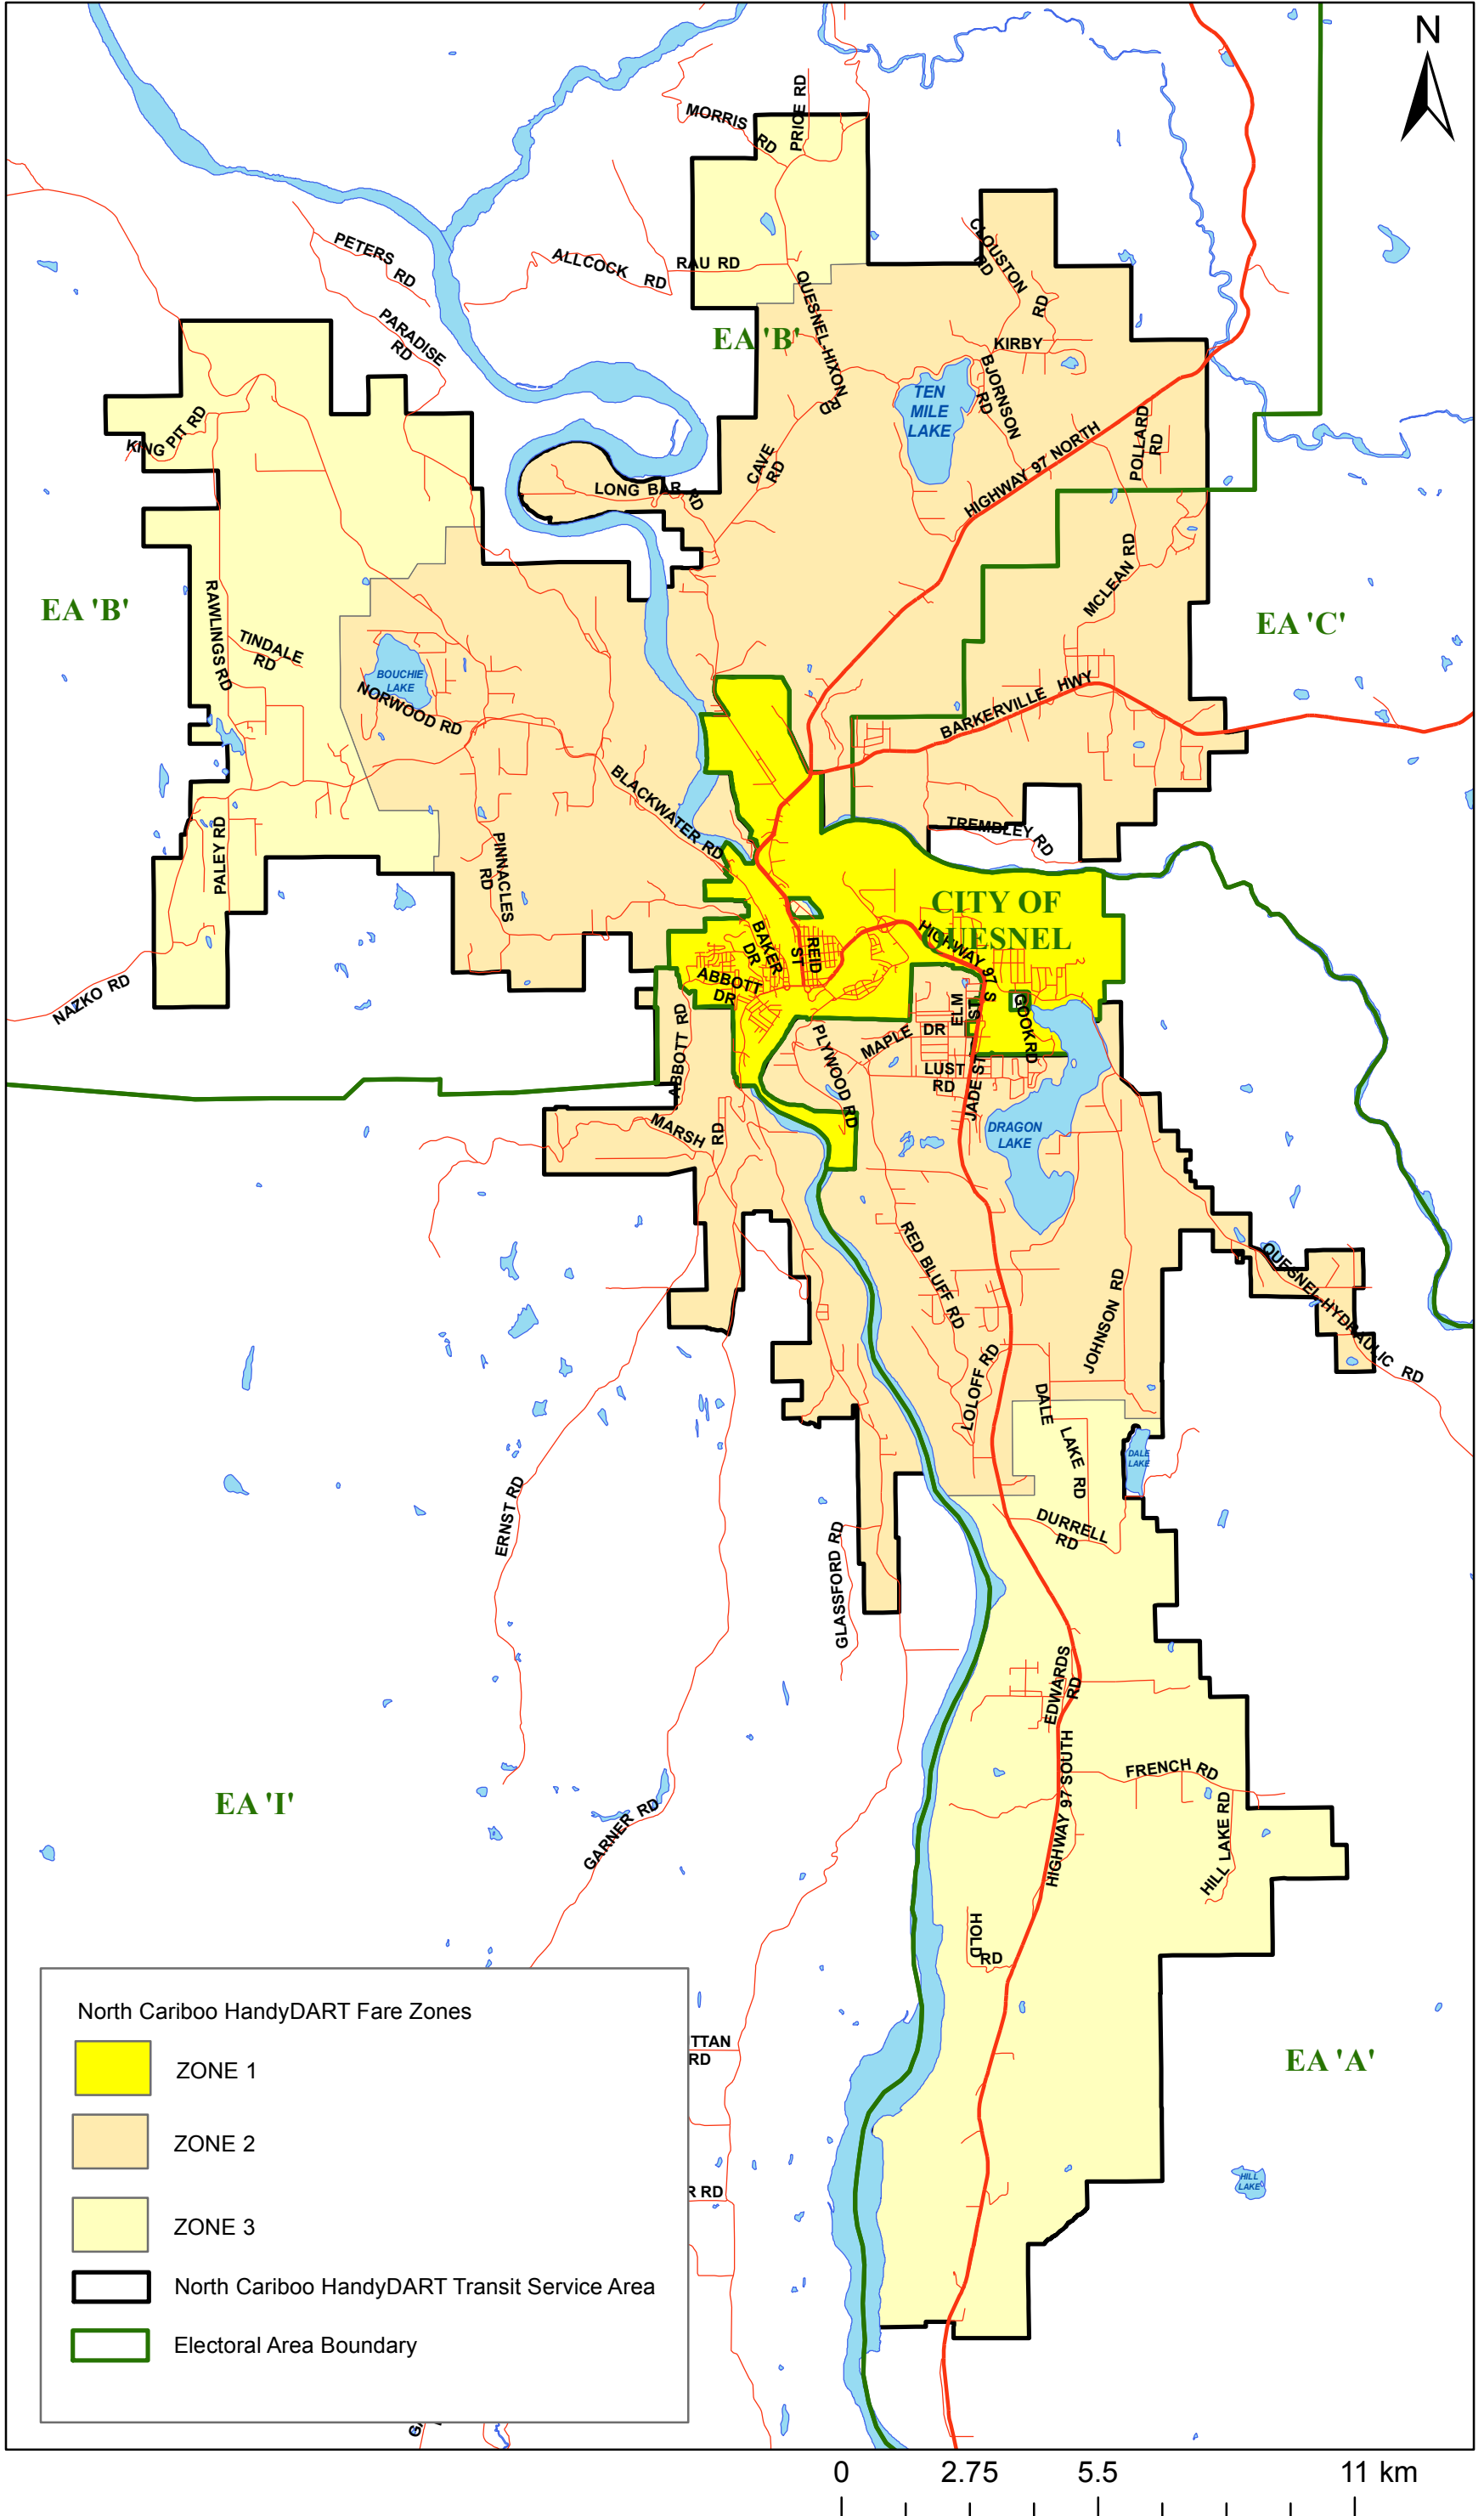 N
MORRIS
RD
PRICE RD
PETERS
RD
ALLCOCK RD
RAU RD
CLOUSTON
RD
RD
PARADISE
RD
QUESNEL-HIXON
RD
EA 'B'
KIRBY
BJORNSON
RD
TEN
MILE
LAKE
KING PIT RD
CAVE
RD
LONG BAR
RD
HIGHWAY 97 NORTH
POLLARD
RD
MCLEAN RD
EA 'B'
EA 'C'
RAWLINGS RD
TINDALE
RD
BOUCHIE
LAKE
NORWOOD RD
BARKERVILLE HWY
BLACKWATER RD
TREMBLEY RD
PALEY RD
PINNACLES
RD
CITY OF
QUESNEL
HIGHWAY 97 S
BAKER
DR
REID
ST
ABBOTT
DR
NAZKO RD
ELM
ST
GOOK RD
ABBOTT RD
PLYWOOD RD
MAPLE DR
LUST
RD
JADE ST
MARSH
RD
DRAGON
LAKE
RED BLUFF RD
JOHNSON RD
QUESNEL-HYDRAULIC RD
LOLOFF RD
DALE
LAKE RD
DALE
LAKE
ERNST RD
DURRELL
RD
GLASSFORD RD
EDWARDS
RD
HIGHWAY 97 SOUTH
FRENCH RD
HILL LAKE RD
EA 'I'
GARNER RD
HOLD
RD
North Cariboo HandyDART Fare Zones
ZONE 1
ZONE 2
ZONE 3
North Cariboo HandyDART Transit Service Area
Electoral Area Boundary
TTAN
RD
R RD
EA 'A'
HILL
LAKE
0 2.75 5.5 11 km